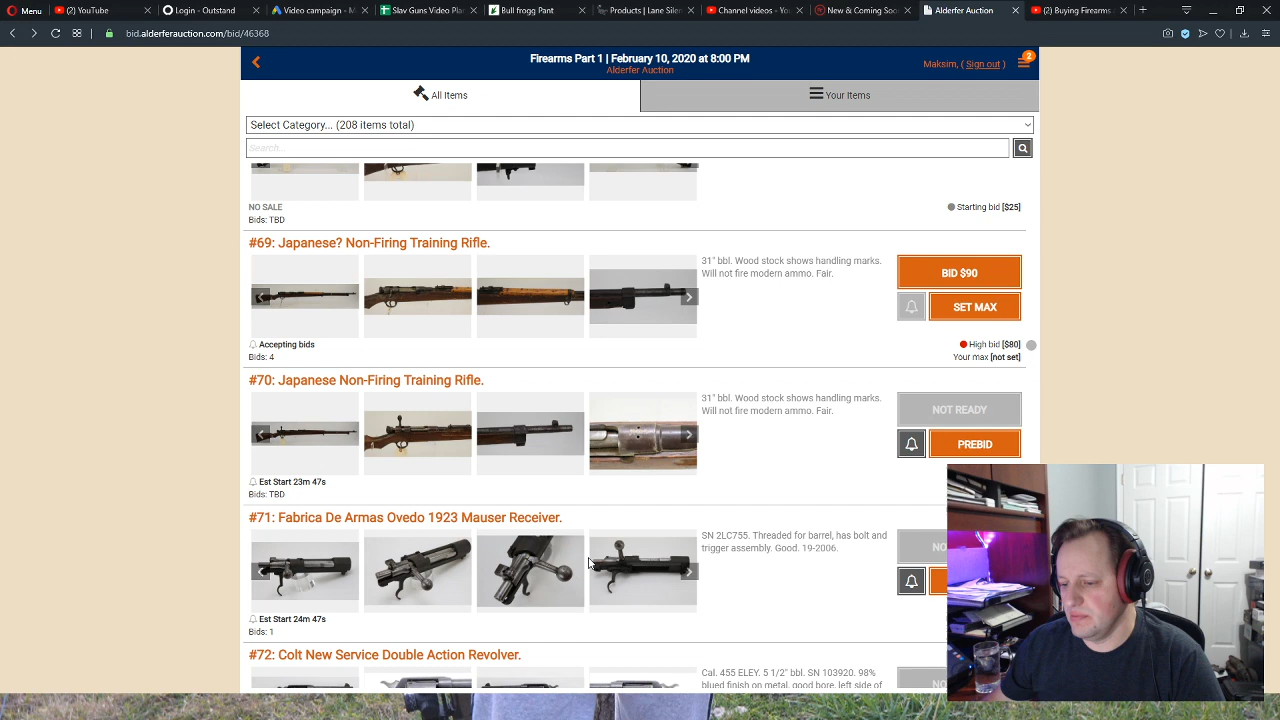 Menu
(2) YouTube
Login - Outstand
Video campaign - M
Slav Guns Video Plan
Bull frogg Pant
Products | Lane Silen
Channel videos - You
New & Coming Soon
Alderfer Auction
(2) Buying Firearms
bid.alderferauction.com/bid/46368
Firearms Part 1 | February 10, 2020 at 8:00 PM
Alderfer Auction
Maksim, ( Sign out )
2
All Items
Your Items
Select Category... (208 items total)
Search...
NO SALE
Bids: TBD
Starting bid [$25]
#69: Japanese? Non-Firing Training Rifle.
31" bbl. Wood stock shows handling marks.
Will not fire modern ammo. Fair.
BID $90
SET MAX
Accepting bids
Bids: 4
High bid [$80]
Your max [not set]
#70: Japanese Non-Firing Training Rifle.
31" bbl. Wood stock shows handling marks.
Will not fire modern ammo. Fair.
NOT READY
PREBID
Est Start 23m 47s
Bids: TBD
#71: Fabrica De Armas Ovedo 1923 Mauser Receiver.
SN 2LC755. Threaded for barrel, has bolt and
trigger assembly. Good. 19-2006.
NO
Est Start 24m 47s
Bids: 1
#72: Colt New Service Double Action Revolver.
Cal. 455 ELEY. 5 1/2" bbl. SN 103920. 98%
blued finish on metal, good bore, left side of
NO